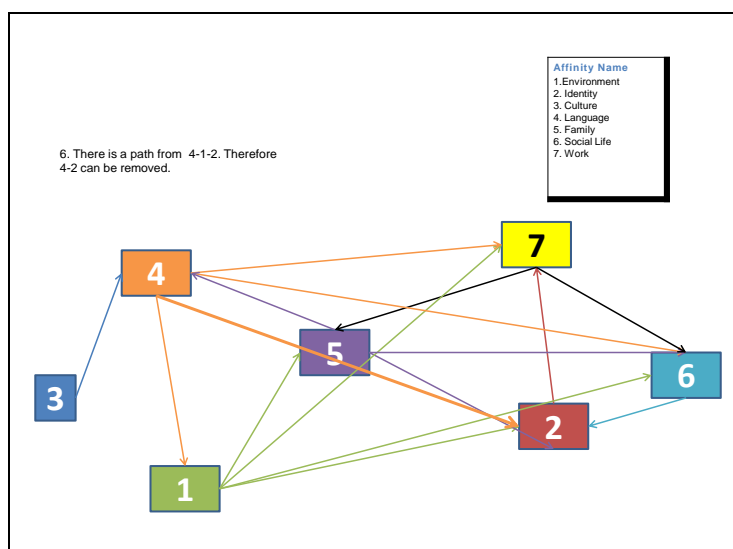 Affinity Name
1.Environment
2. Identity
3. Culture
4. Language
5. Family
6. Social Life
7. Work
6. There is a path from  4-1-2. Therefore
4-2 can be removed.
7
4
5
6
3
2
1